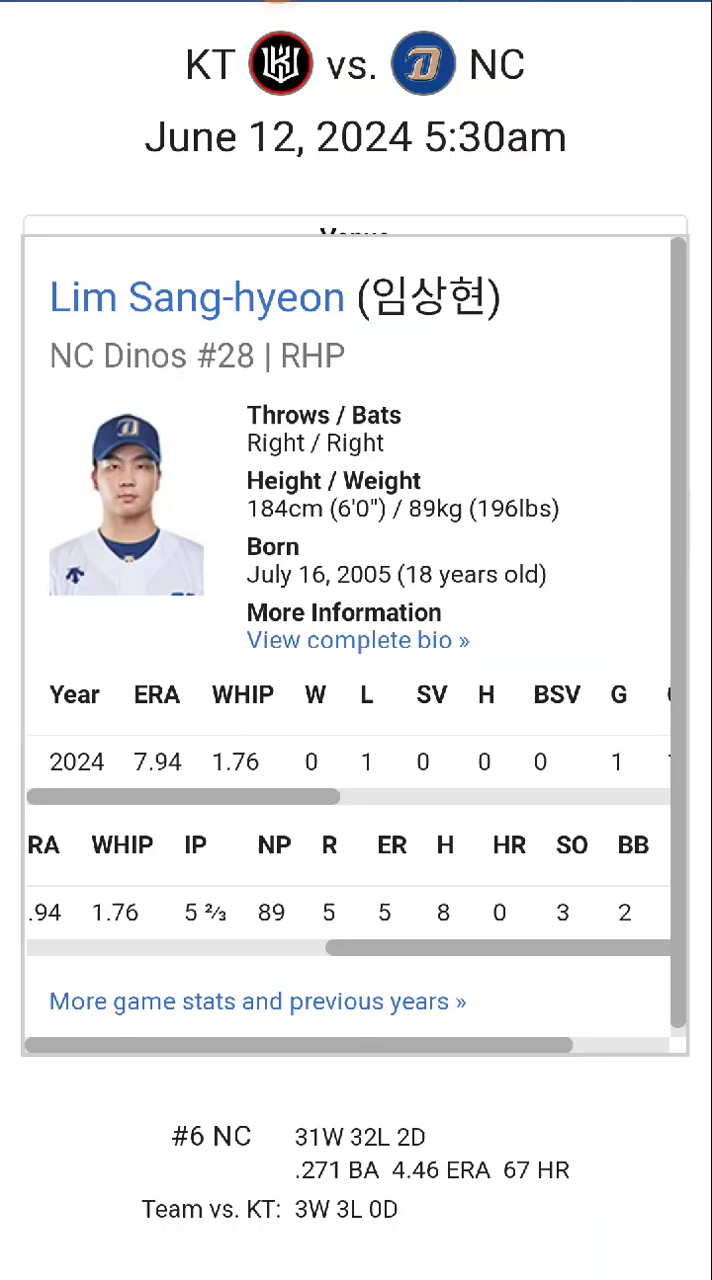 KT vs. NC
June 12, 2024 5:30am
Lim Sang-hyeon (임상현)
NC Dinos #28 | RHP
Throws / Bats
Right / Right
Height / Weight
184cm (6'0") / 89kg (196lbs)
Born
July 16, 2005 (18 years old)
More Information
View complete bio »
Year ERA WHIP W L SV H BSV G
2024 7.94 1.76 0 1 0 0 0 1
RA WHIP IP NP R ER H HR SO BB
.94 1.76 5 ⅔ 89 5 5 8 0 3 2
More game stats and previous years »
#6 NC 31W 32L 2D
.271 BA 4.46 ERA 67 HR
Team vs. KT: 3W 3L 0D